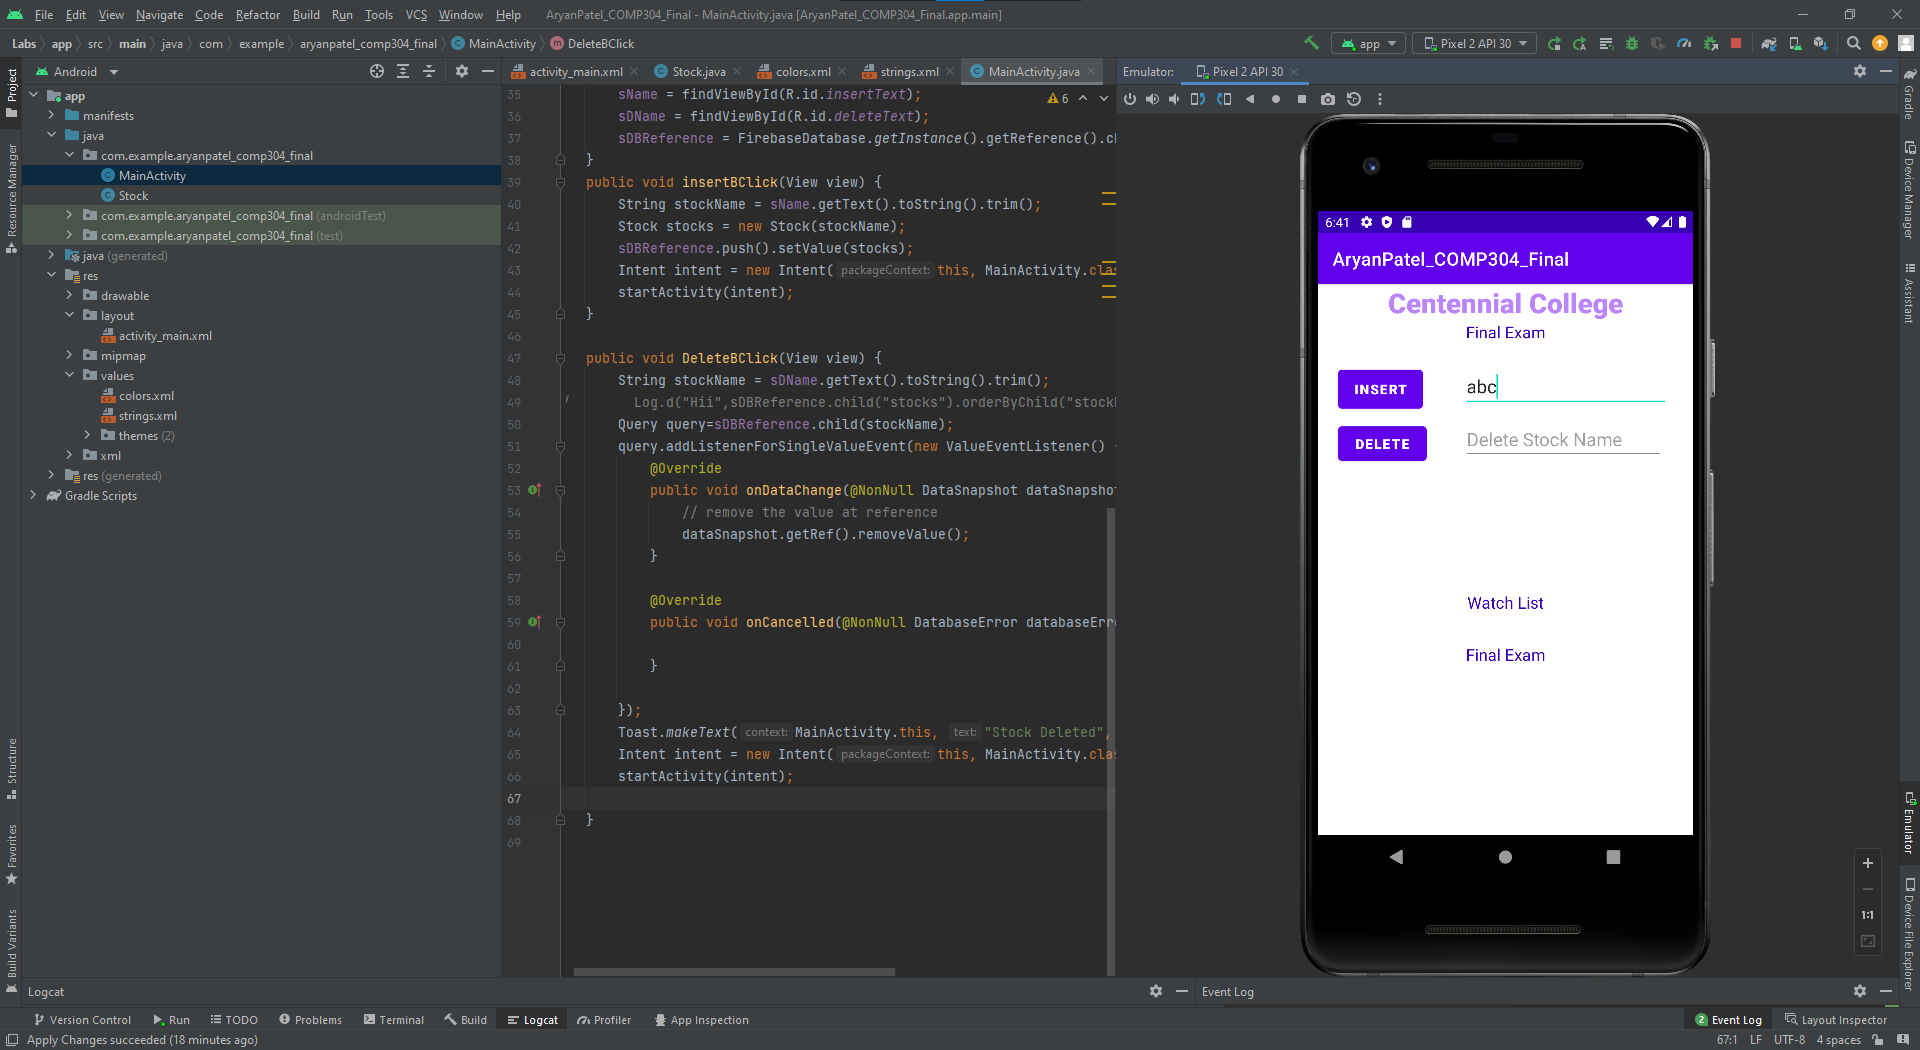 File Edit View Navigate Code Refactor Build Run Tools VCS Window Help AryanPatel_COMP304_Final - MainActivity.java [AryanPatel_COMP304_Final.app.main]
Labs app src main java com example aryanpatel_comp304_final MainActivity DeleteBClick app Pixel 2 API 30
Project
Resource Manager
Structure
Favorites
Build Variants
Android
app
manifests
java
com.example.aryanpatel_comp304_final
MainActivity
Stock
com.example.aryanpatel_comp304_final (androidTest)
com.example.aryanpatel_comp304_final (test)
java (generated)
res
drawable
layout
activity_main.xml
mipmap
values
colors.xml
strings.xml
themes (2)
xml
res (generated)
Gradle Scripts
activity_main.xml Stock.java colors.xml strings.xml MainActivity.java
6
35 sName = findViewById(R.id.insertText);
36 sDName = findViewById(R.id.deleteText);
37 sDBReference = FirebaseDatabase.getInstance().getReference().
38 }
39 public void insertBClick(View view) {
40 String stockName = sName.getText().toString().trim();
41 Stock stocks = new Stock(stockName);
42 sDBReference.push().setValue(stocks);
43 Intent intent = new Intent( packageContext: this, MainActivity.cla
44 startActivity(intent);
45 }
46
47 public void DeleteBClick(View view) {
48 String stockName = sDName.getText().toString().trim();
49 / Log.d("Hii",sDBReference.child("stocks").orderByChild("stock
50 Query query=sDBReference.child(stockName);
51 query.addListenerForSingleValueEvent(new ValueEventListener()
52 @Override
53 public void onDataChange(@NonNull DataSnapshot dataSnapshot
54 // remove the value at reference
55 dataSnapshot.getRef().removeValue();
56 }
57
58 @Override
59 public void onCancelled(@NonNull DatabaseError databaseErr
60
61 }
62
63 });
64 Toast.makeText( context: MainActivity.this, text: "Stock Deleted",
65 Intent intent = new Intent( packageContext: this, MainActivity.cla
66 startActivity(intent);
67
68 }
69
Emulator: Pixel 2 API 30
6:41
AryanPatel_COMP304_Final
Centennial College
Final Exam
INSERT abc
DELETE Delete Stock Name
Watch List
Final Exam
1:1
Gradle
Device Manager
Assistant
Emulator
Device File Explorer
Logcat Event Log
Version Control Run TODO Problems Terminal Build Logcat Profiler App Inspection 2 Event Log Layout Inspector
Apply Changes succeeded (18 minutes ago) 67:1 LF UTF-8 4 spaces